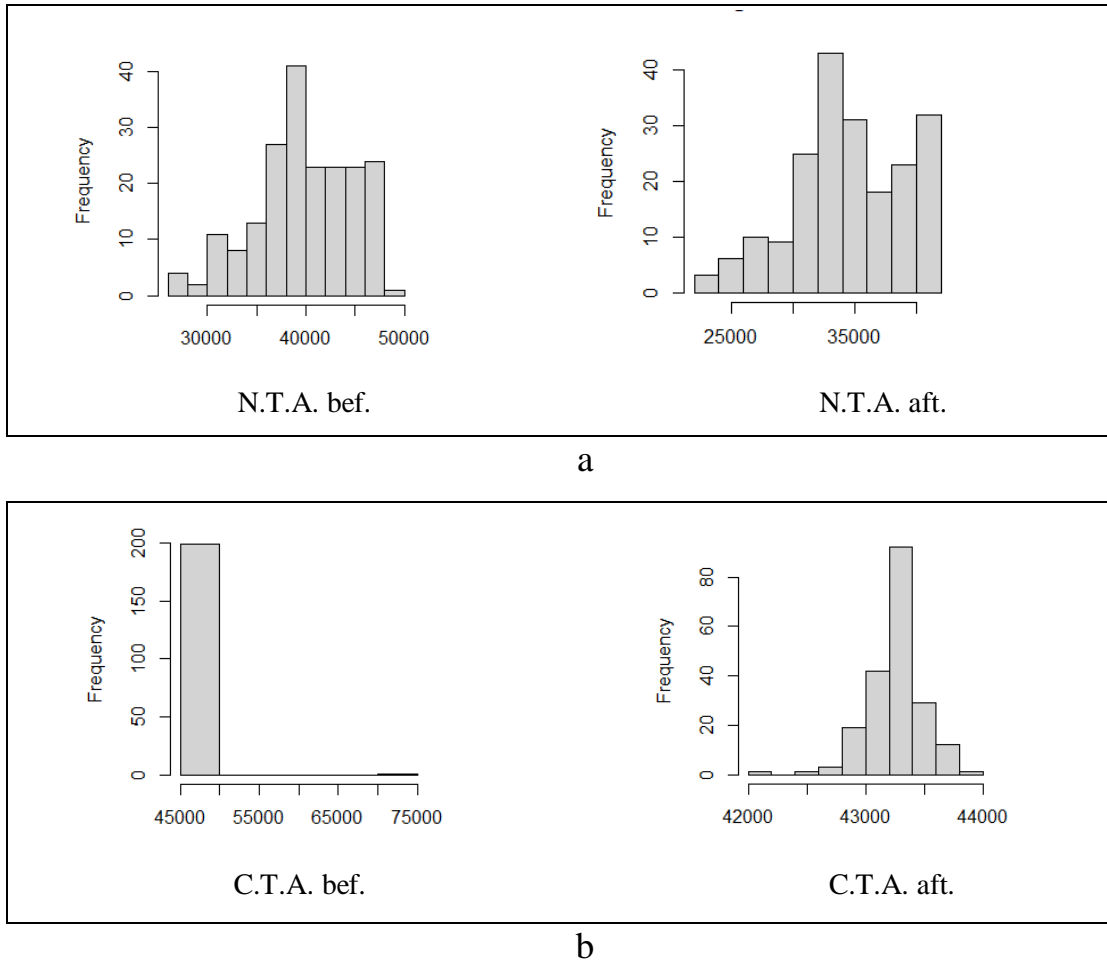 Frequency
0 10 20 30 40
30000 40000 50000
N.T.A. bef.
Frequency
0 10 20 30 40
25000 35000
N.T.A. aft.
a
Frequency
0 50 100 150 200
45000 55000 65000 75000
C.T.A. bef.
Frequency
0 20 40 60 80
42000 43000 44000
C.T.A. aft.
b